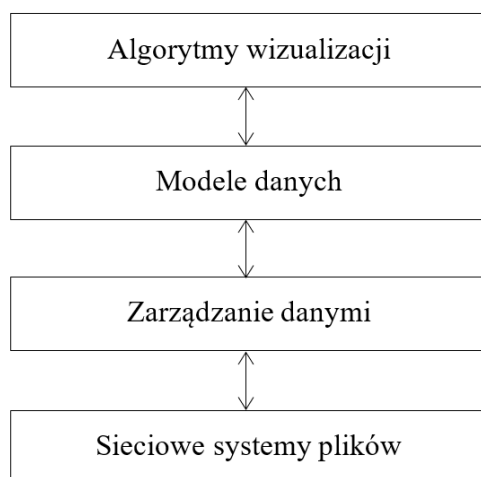 Algorytmy wizualizacji
Modele danych
Zarządzanie danymi
Sieciowe systemy plików